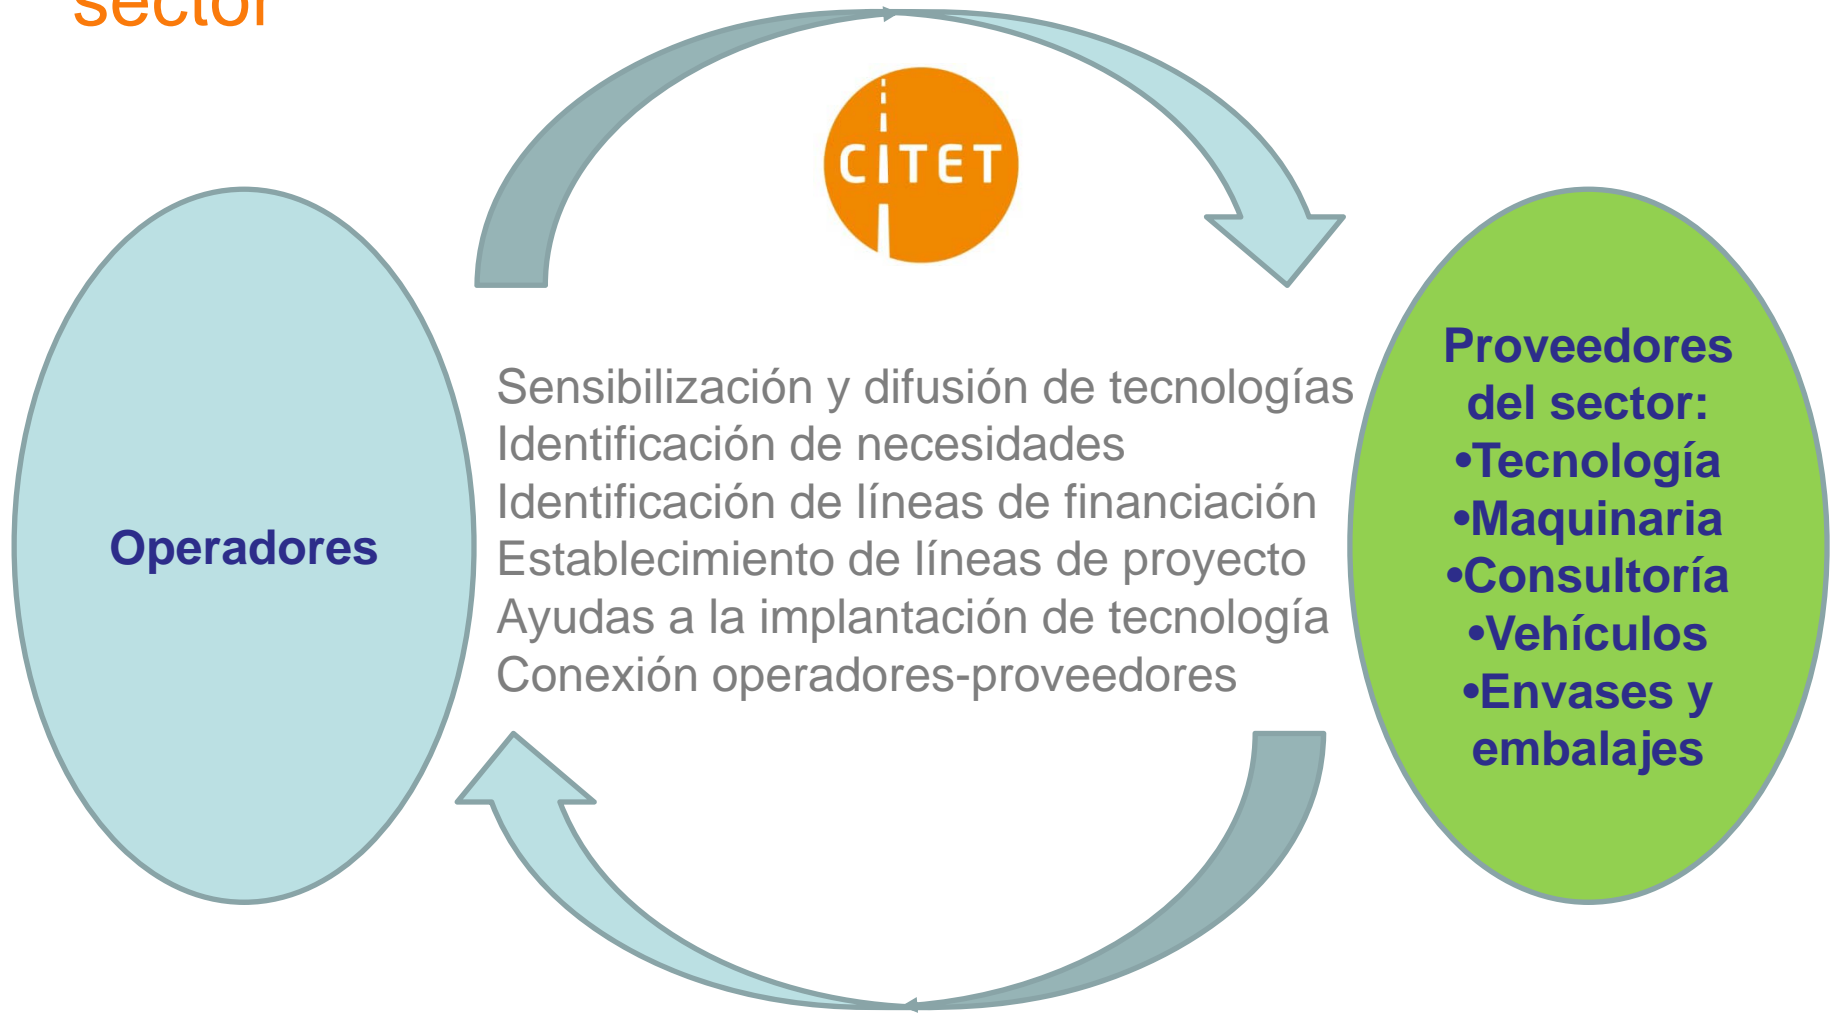 sector
CITET
Operadores
Sensibilización y difusión de tecnologías
Identificación de necesidades
Identificación de líneas de financiación
Establecimiento de líneas de proyecto
Ayudas a la implantación de tecnología
Conexión operadores-proveedores
Proveedores
del sector:
•Tecnología
•Maquinaria
•Consultoría
•Vehículos
•Envases y
embalajes